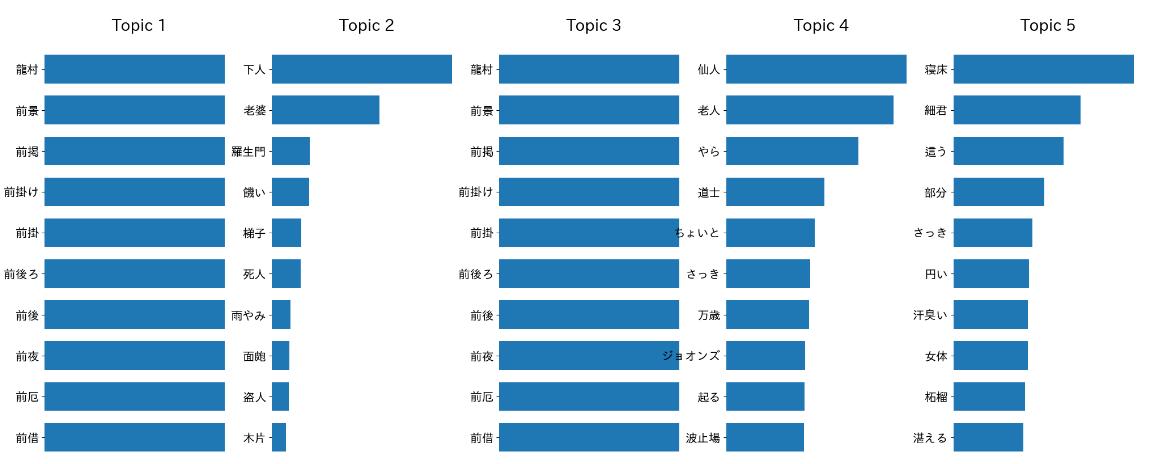 Topic 1
龍村
前景
前掲
前掛け
前掛
前後ろ
前後
前夜
前厄
前借
Topic 2
下人
老婆
羅生門
饑い
梯子
死人
雨やみ
面皰
盗人
木片
Topic 3
龍村
前景
前掲
前掛け
前掛
前後ろ
前後
前夜
前厄
前借
Topic 4
仙人
老人
やら
道士
ちょいと
さっき
万歳
ジョオンズ
起る
波止場
Topic 5
寝床
細君
這う
部分
さっき
円い
汗臭い
女体
柘榴
湛える